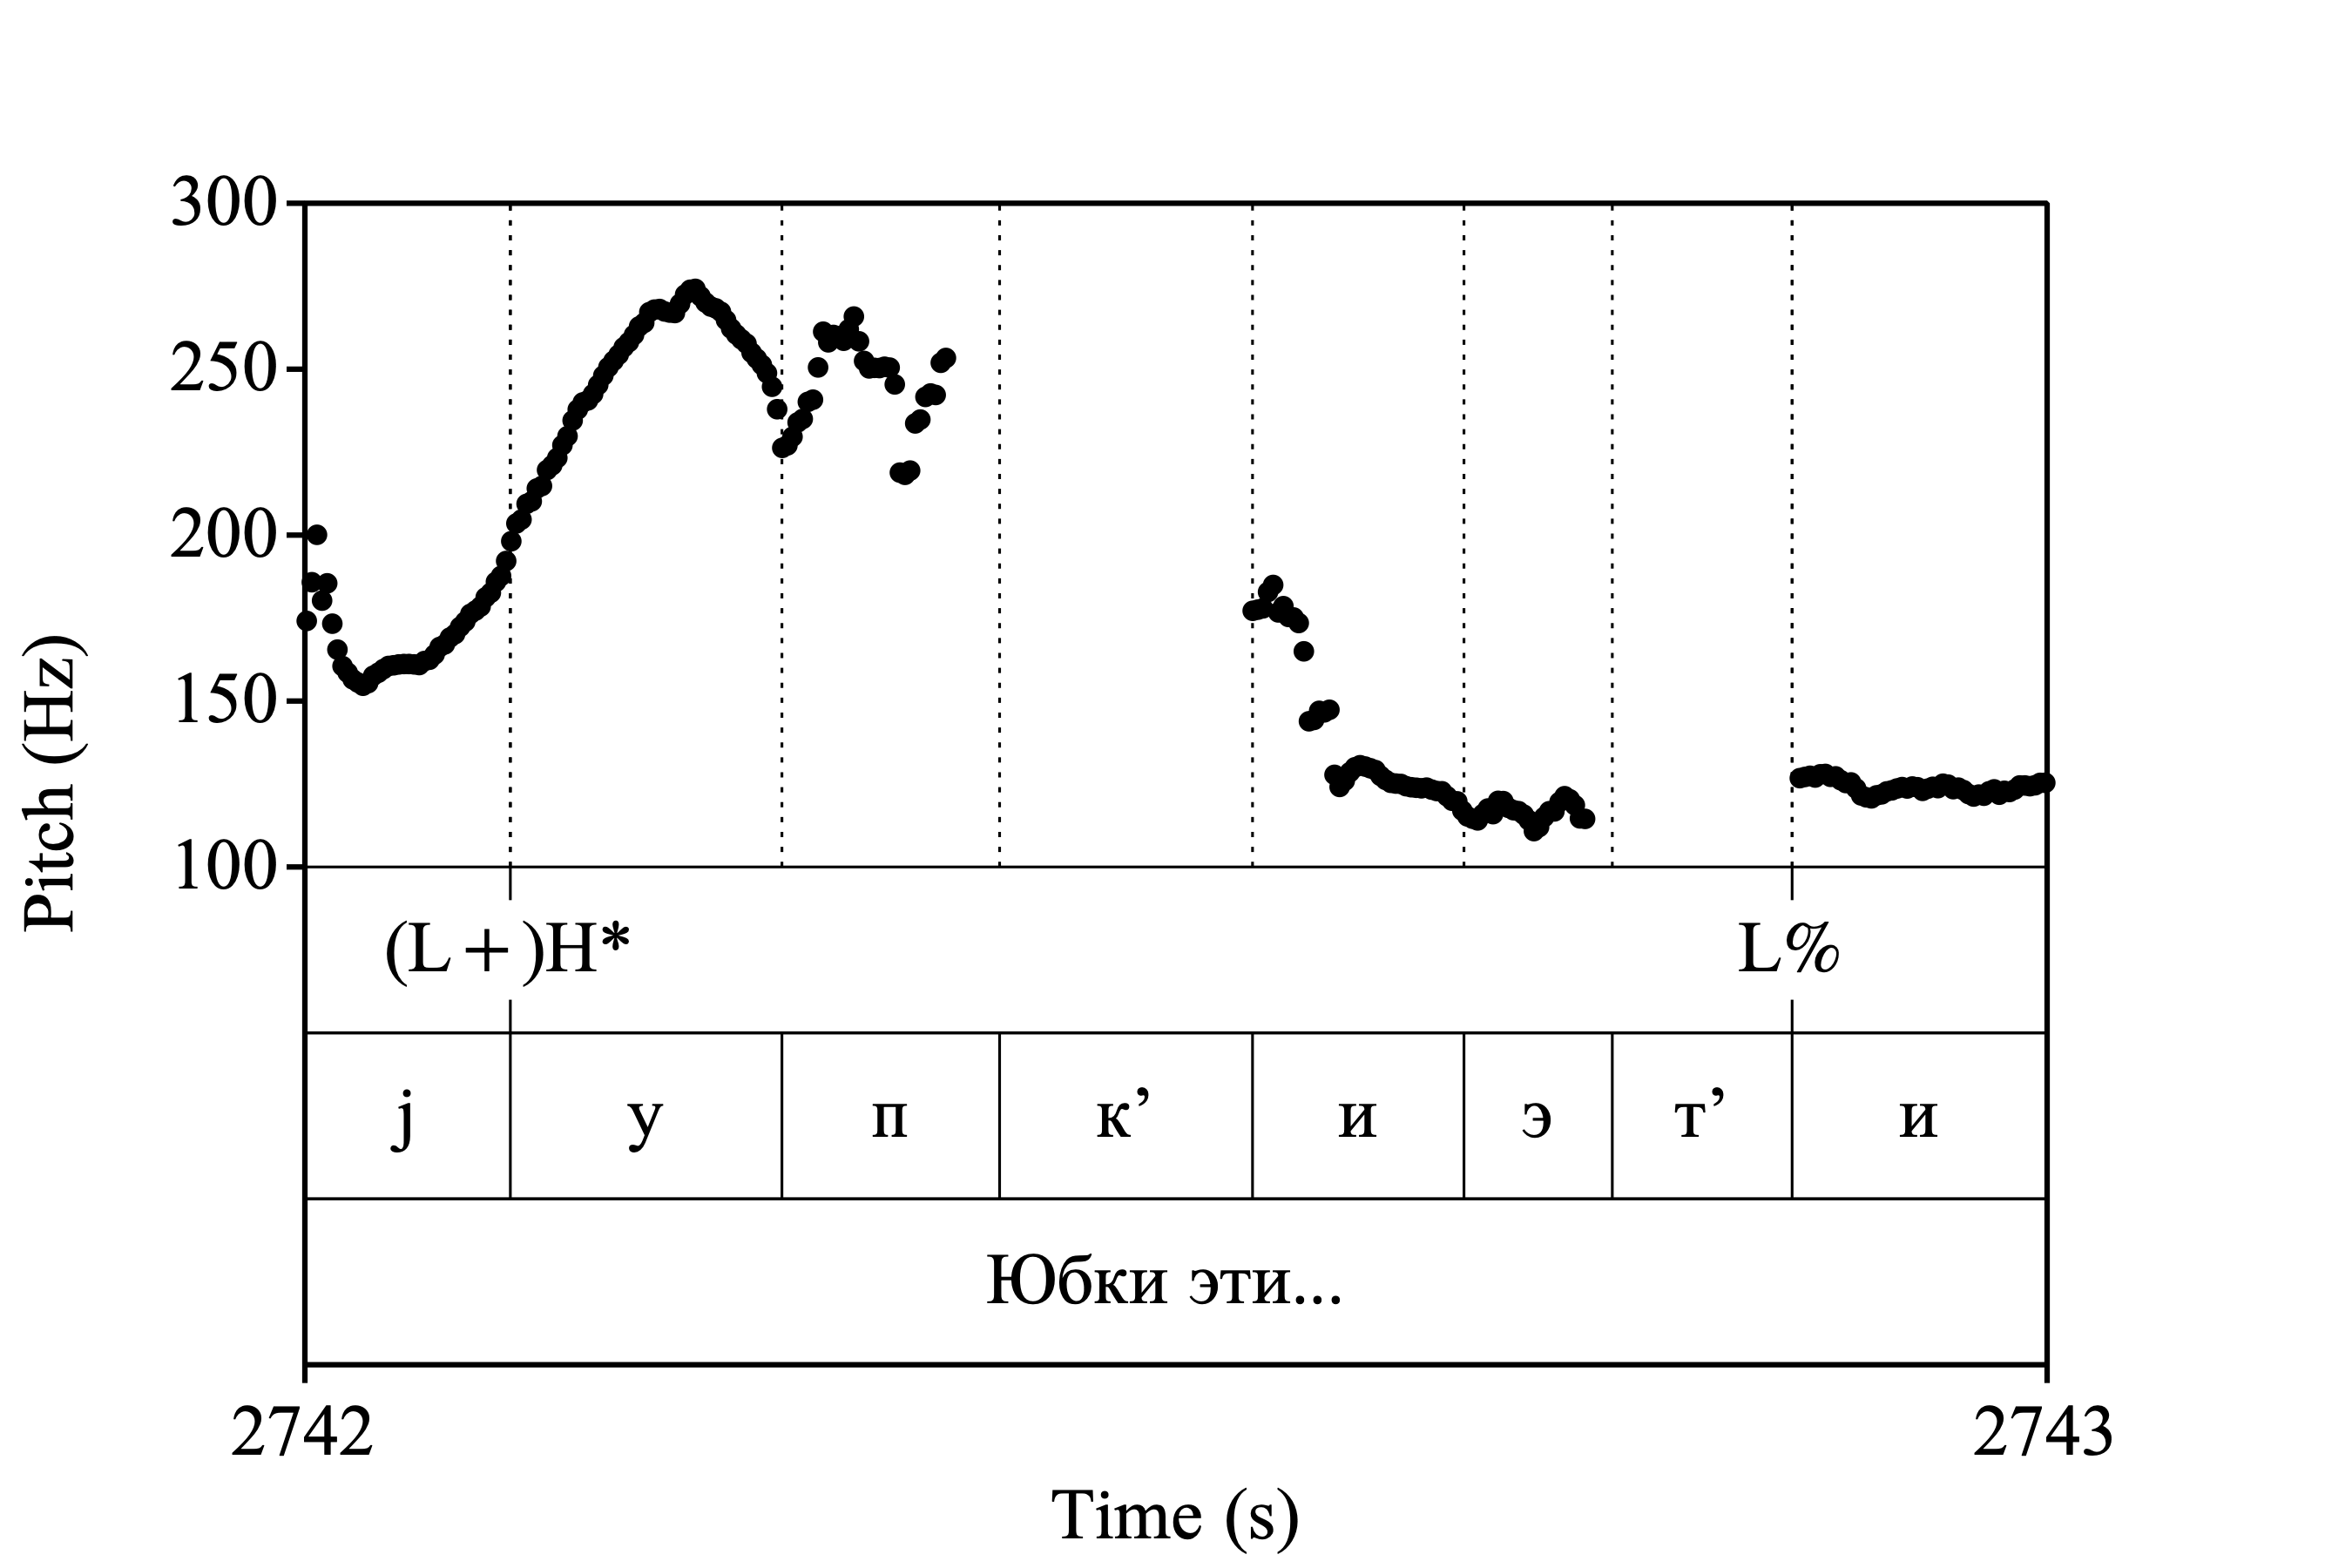 300
250
200
150
100
Pitch (Hz)
(L+)H* L%
j у п к’ и э т’ и
Юбки эти...
2742 2743
Time (s)